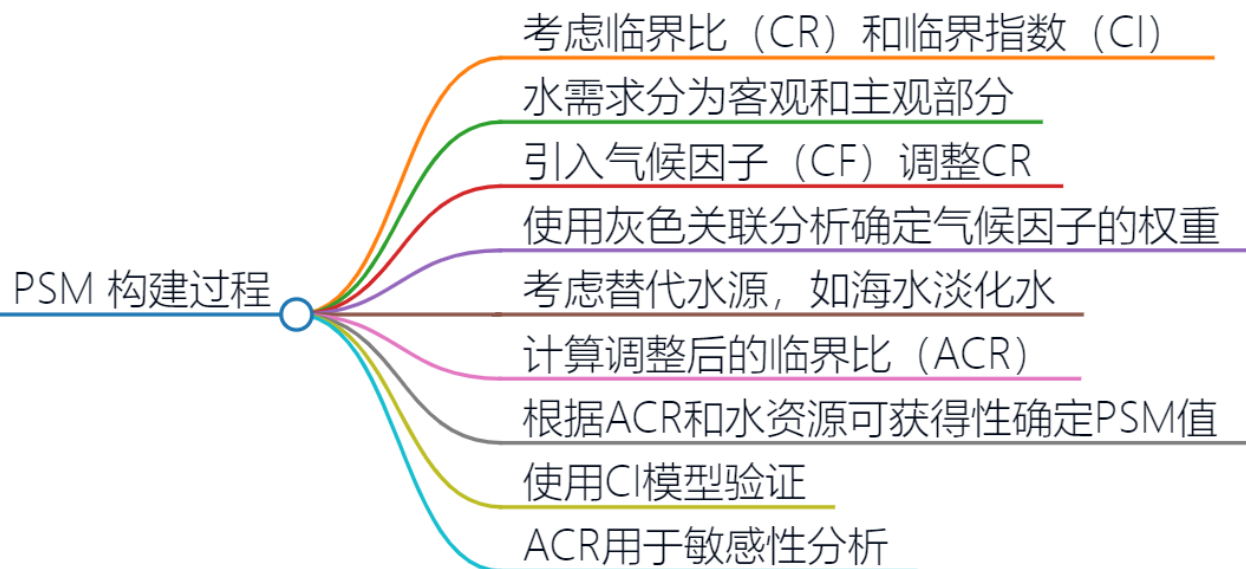 考虑临界比（CR）和临界指数（CI）
水需求分为客观和主观部分
引入气候因子（CF）调整CR
使用灰色关联分析确定气候因子的权重
PSM 构建过程
考虑替代水源，如海水淡化水
计算调整后的临界比（ACR）
根据ACR和水资源可获得性确定PSM值
使用CI模型验证
ACR用于敏感性分析